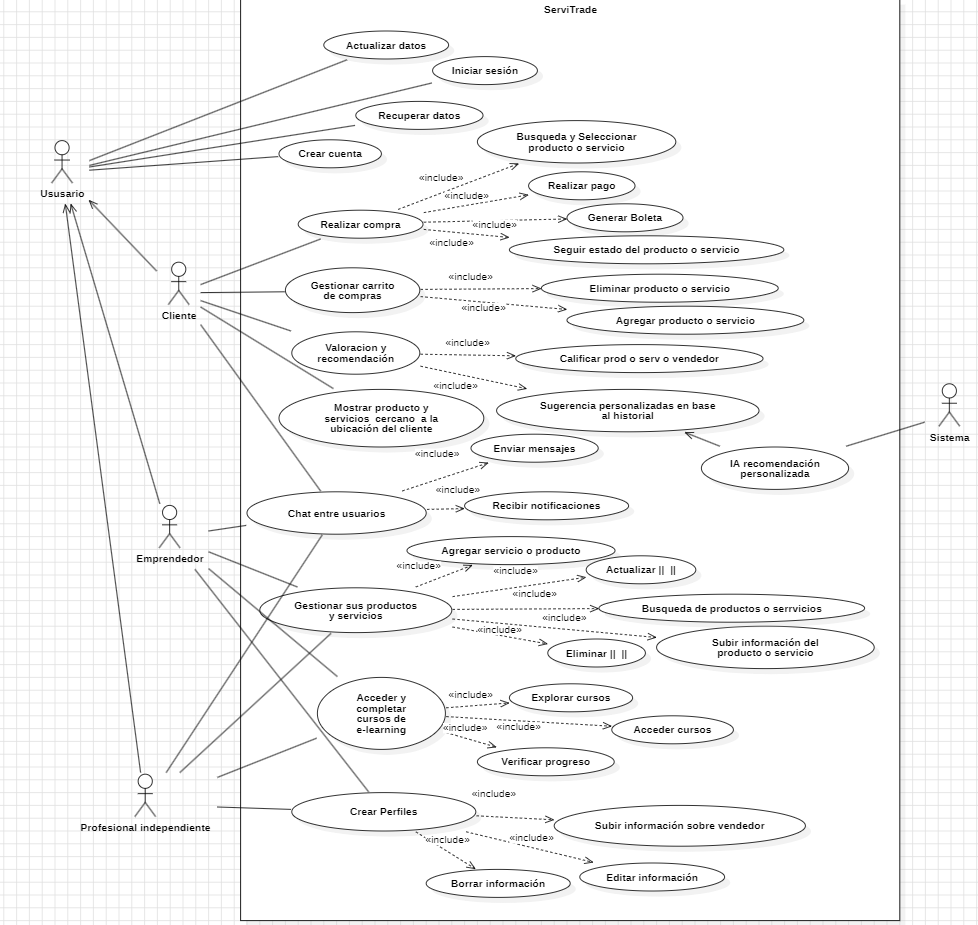 ServiTrade
Actualizar datos
Iniciar sesión
Recuperar datos
Crear cuenta
Ususario
Busqueda y Seleccionar
producto o servicio
«include»
Realizar pago
«include»
Realizar compra
Generar Boleta
«include»
«include»
Seguir estado del producto o servicio
Cliente
Gestionar carrito
de compras
«include»
Eliminar producto o servicio
«include»
Agregar producto o servicio
Valoracion y
recomendación
«include»
Calificar prod o serv o vendedor
«include»
Sugerencia personalizadas en base
al historial
Mostrar producto y
servicios cercano a la
ubicación del cliente
Sistema
IA recomendación
personalizada
«include»
Enviar mensajes
«include»
Recibir notificaciones
Chat entre usuarios
Emprendedor
Agregar servicio o producto
«include»
«include»
Actualizar || ||
«include»
Gestionar sus productos
y servicios
Busqueda de productos o serrvicios
«include»
«include»
Subir información del
producto o servicio
Eliminar || ||
Acceder y
completar
cursos de
e-learning
«include»
Explorar cursos
«include»
«include»
Acceder cursos
Verificar progreso
Profesional independiente
«include»
Crear Perfiles
Subir información sobre vendedor
«include»
«include»
Borrar información
Editar información